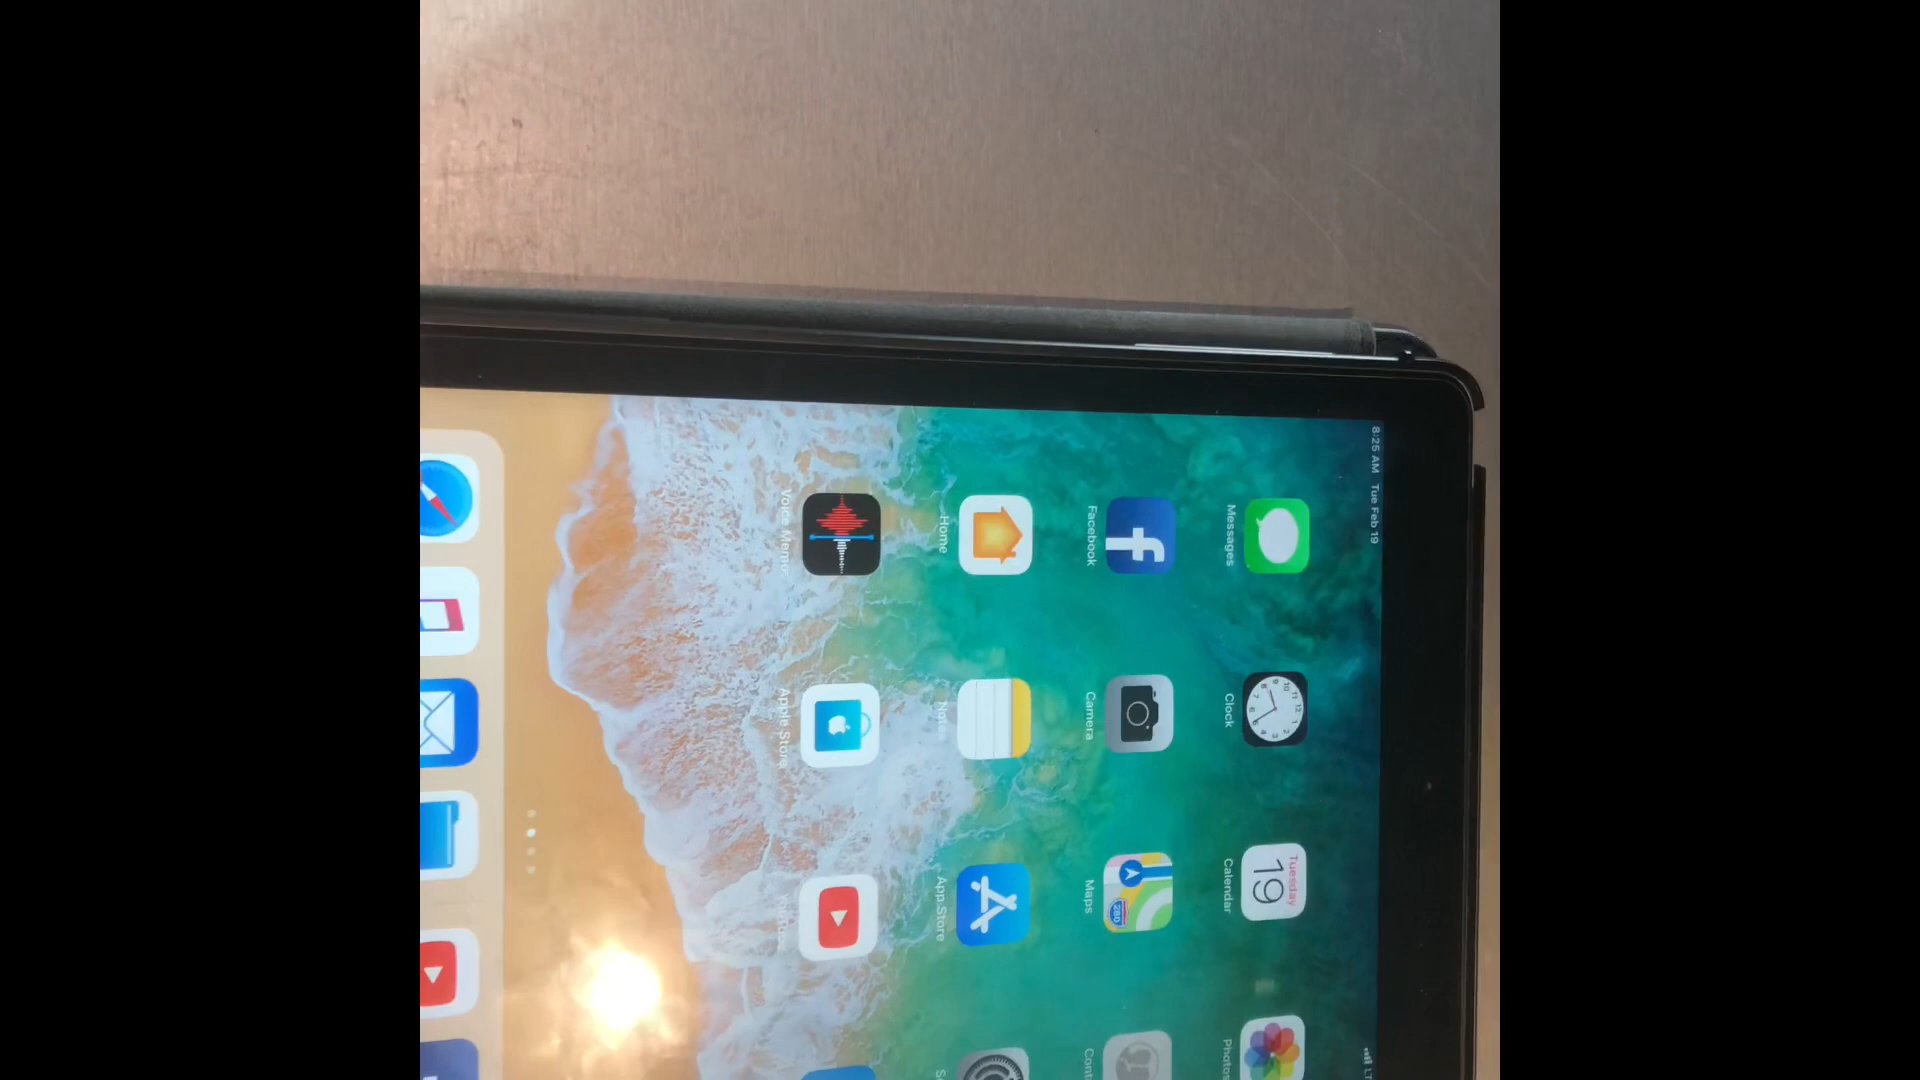 8:25 AM Tue Feb 19
Messages
Clock
Tuesday
19
Calendar
Photos
Facebook
Camera
280
Maps
Home
App Store
Voice Memos
Apple Store